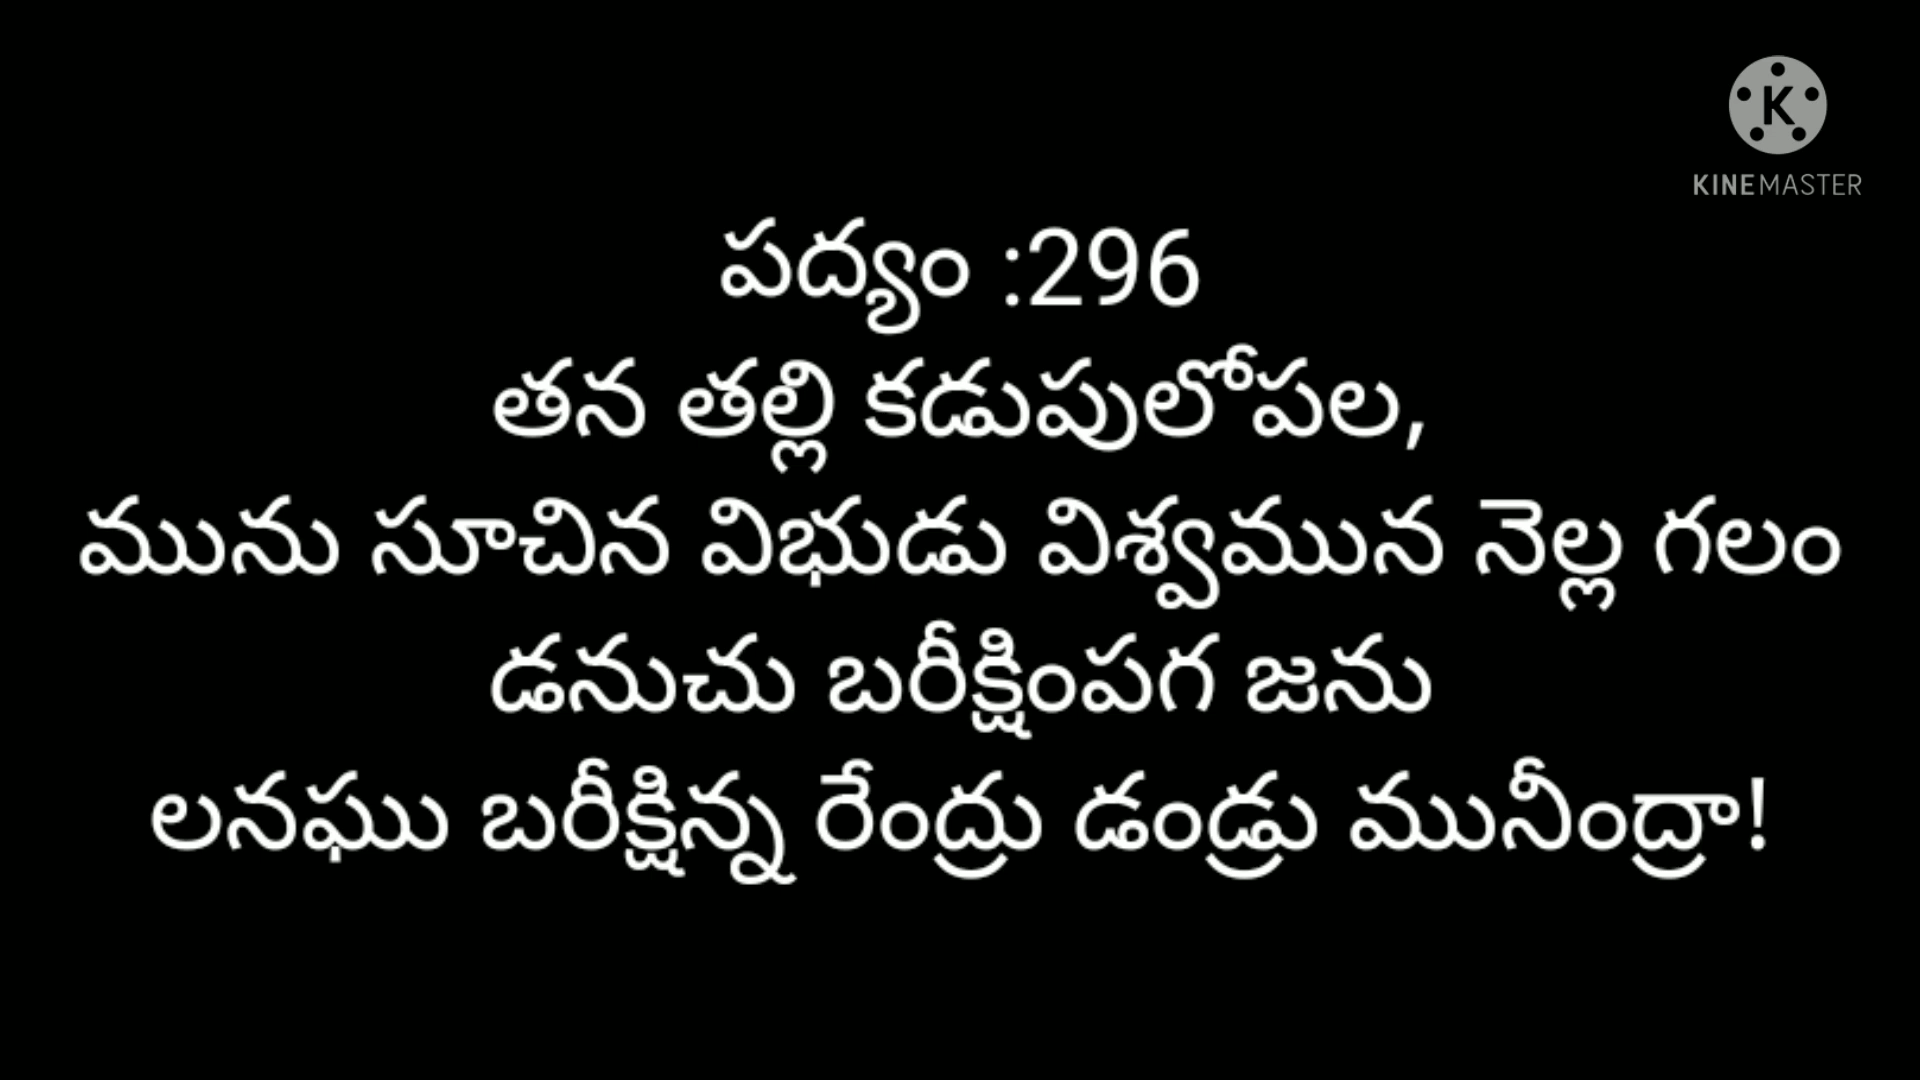 KINEMASTER
పద్యం :296
తన తల్లి కడుపులోపల,
మును సూచిన విభుడు విశ్వమున నెల్ల గలం
డనుచు బరీక్షింపగ జను
లనఘు బరీక్షిన్న రేంద్రు డండ్రు మునీంద్రా!